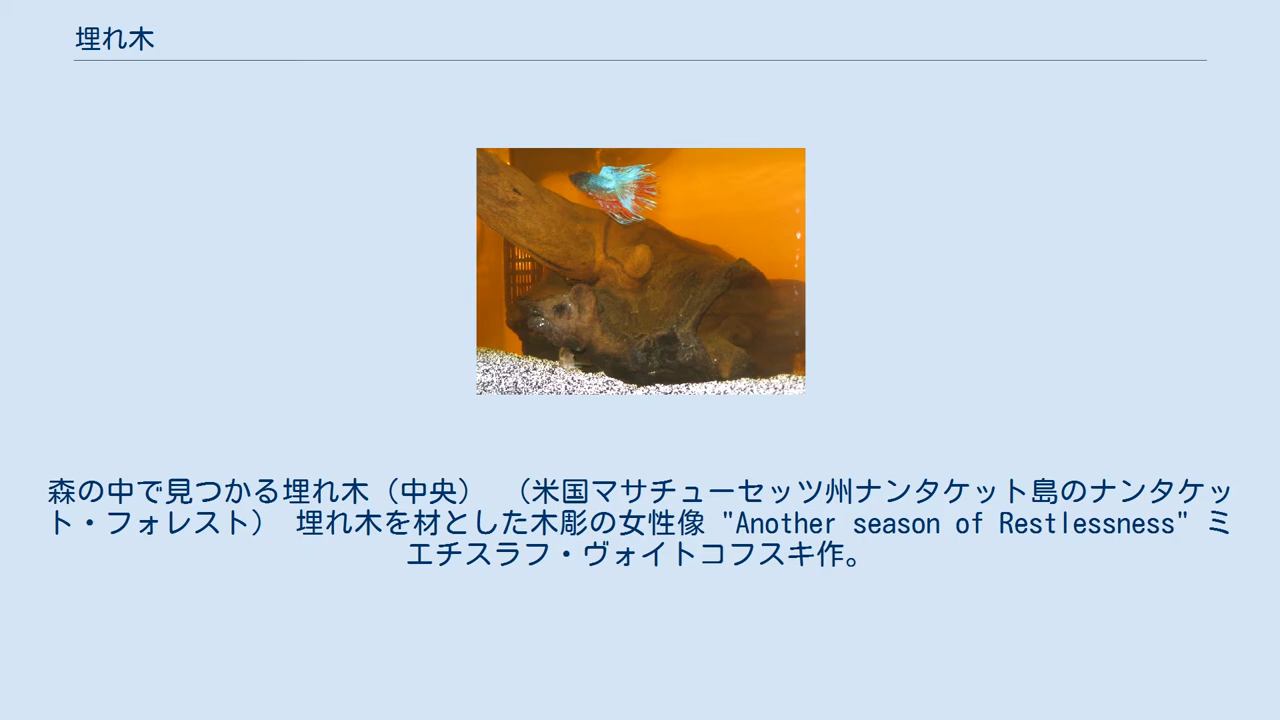 埋れ木
森の中で見つかる埋れ木（中央）　（米国マサチューセッツ州ナンタケット島のナンタケッ
ト・フォレスト） 埋れ木を材とした木彫の女性像 "Another season of Restlessness" ミ
エチスラフ・ヴォイトコフスキ作。